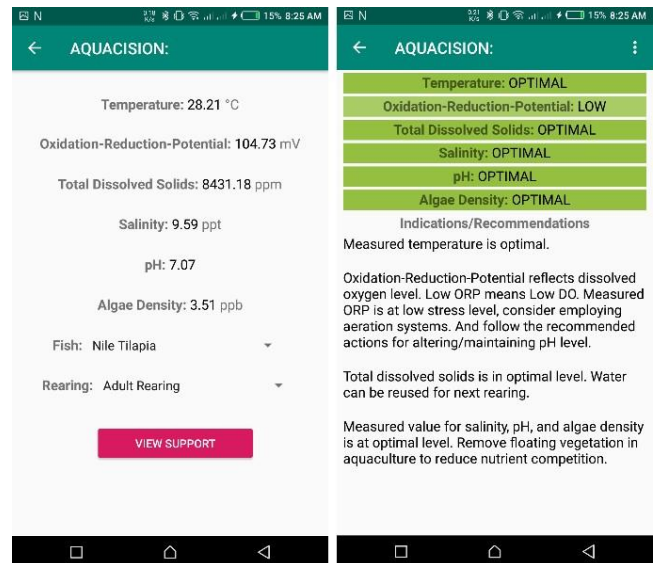 N 3.10 K/s 15% 8:25 AM
AQUACISION:
Temperature: 28.21 °C
Oxidation-Reduction-Potential: 104.73 mV
Total Dissolved Solids: 8431.18 ppm
Salinity: 9.59 ppt
pH: 7.07
Algae Density: 3.51 ppb
Fish: Nile Tilapia
Rearing: Adult Rearing
VIEW SUPPORT
N K/s 15% 8:25 AM
AQUACISION:
Temperature: OPTIMAL
Oxidation-Reduction-Potential: LOW
Total Dissolved Solids: OPTIMAL
Salinity: OPTIMAL
pH: OPTIMAL
Algae Density: OPTIMAL
Indications/Recommendations
Measured temperature is optimal.
Oxidation-Reduction-Potential reflects dissolved
oxygen level. Low ORP means Low DO. Measured
ORP is at low stress level, consider employing
aeration systems. And follow the recommended
actions for altering/maintaining pH level.
Total dissolved solids is in optimal level. Water
can be reused for next rearing.
Measured value for salinity, pH, and algae density
is at optimal level. Remove floating vegetation in
aquaculture to reduce nutrient competition.